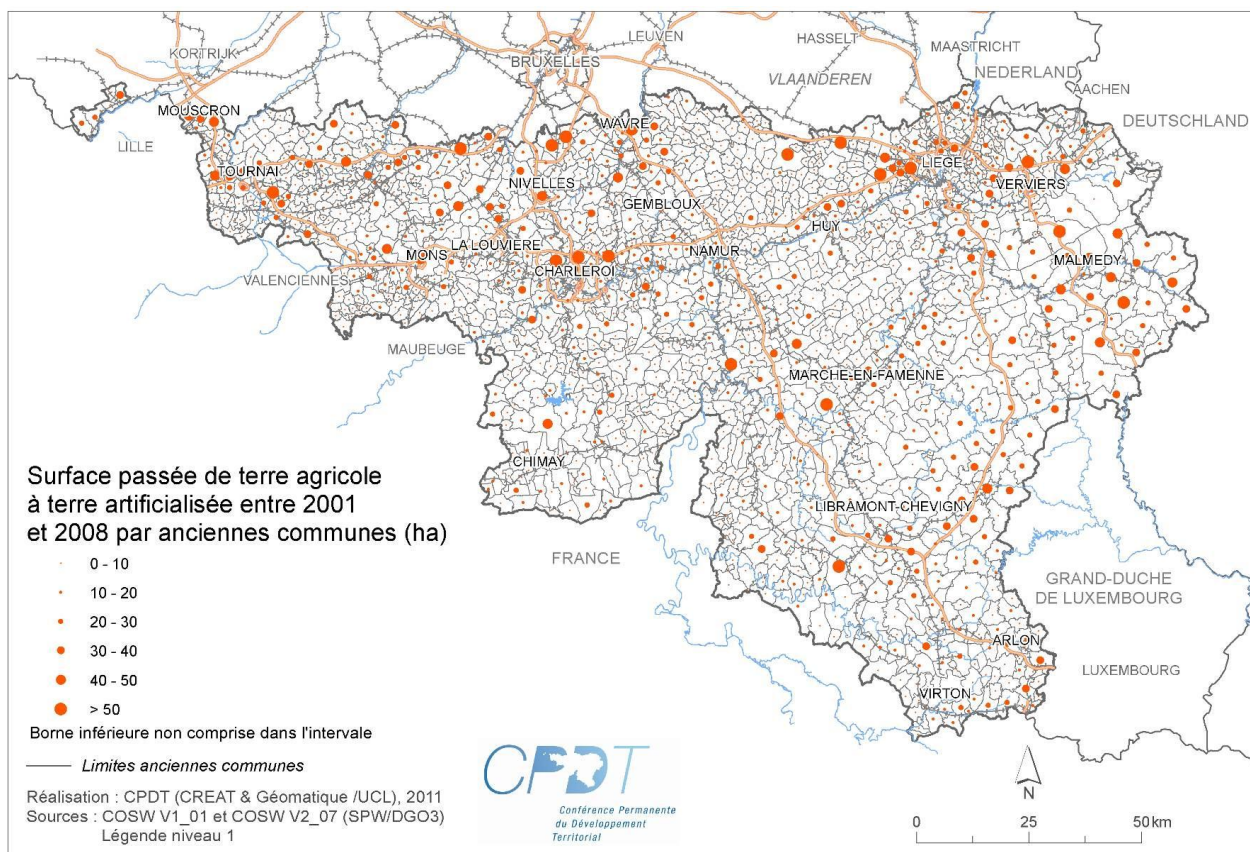 KORTRIJK
LEUVEN
HASSELT
MAASTRICHT
BRUXELLES
VLAANDEREN
NEDERLAND
AACHEN
MOUSCRON
WAVRE
DEUTSCHLAND
LILLE
LIEGE
TOURNAI
NIVELLES
VERVIERS
GEMBLOUX
HUY
LA LOUVIERE
NAMUR
MONS
MALMEDY
CHARLEROI
VALENCIENNES
MAUBEUGE
MARCHE-EN-FAMENNE
CHIMAY
LIBRAMONT-CHEVIGNY
FRANCE
GRAND-DUCHE
DE LUXEMBOURG
ARLON
LUXEMBOURG
VIRTON
Surface passée de terre agricole
à terre artificialisée entre 2001
et 2008 par anciennes communes (ha)
0 - 10
10 - 20
20 - 30
30 - 40
40 - 50
> 50
Borne inférieure non comprise dans l'intervale
Limites anciennes communes
Réalisation : CPDT (CREAT & Géomatique /UCL), 2011
Sources : COSW V1_01 et COSW V2_07 (SPW/DGO3)
Légende niveau 1
CPDT
Conférence Permanente
du Développement
Territorial
N
0 25 50 km